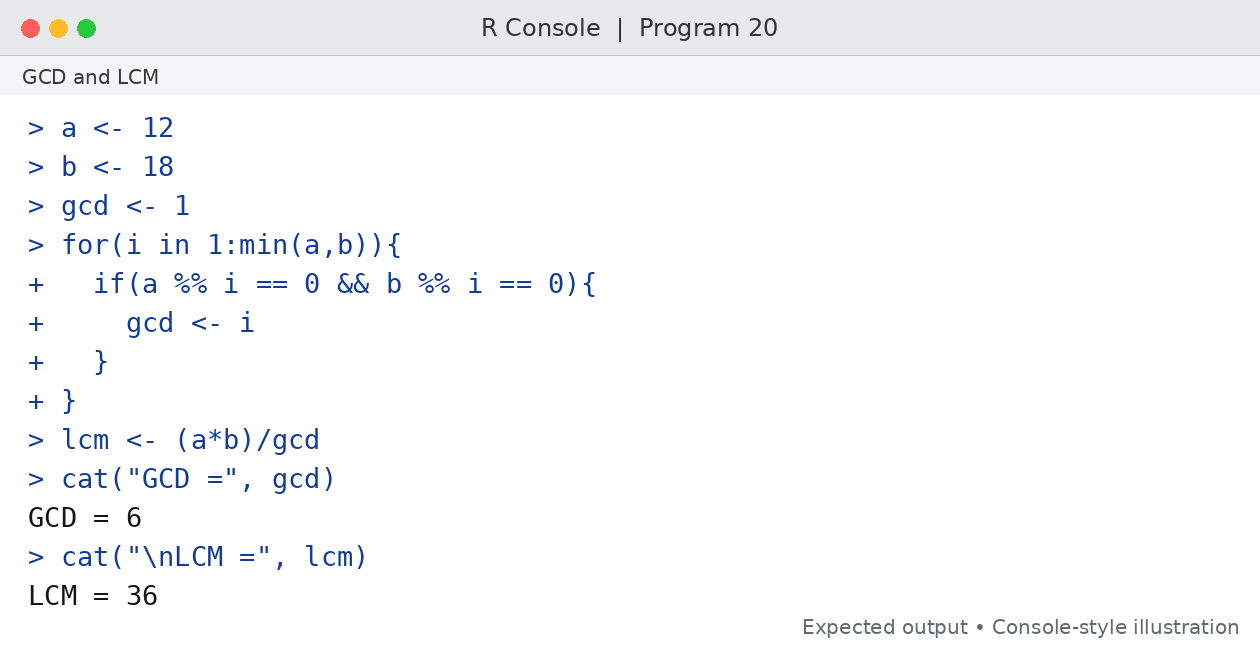 R Console | Program 20
GCD and LCM
> a <- 12
> b <- 18
> gcd <- 1
> for(i in 1:min(a,b)){
+   if(a %% i == 0 && b %% i == 0){
+     gcd <- i
+   }
+ }
> lcm <- (a*b)/gcd
> cat("GCD =", gcd)
GCD = 6
> cat("\nLCM =", lcm)
LCM = 36
Expected output • Console-style illustration